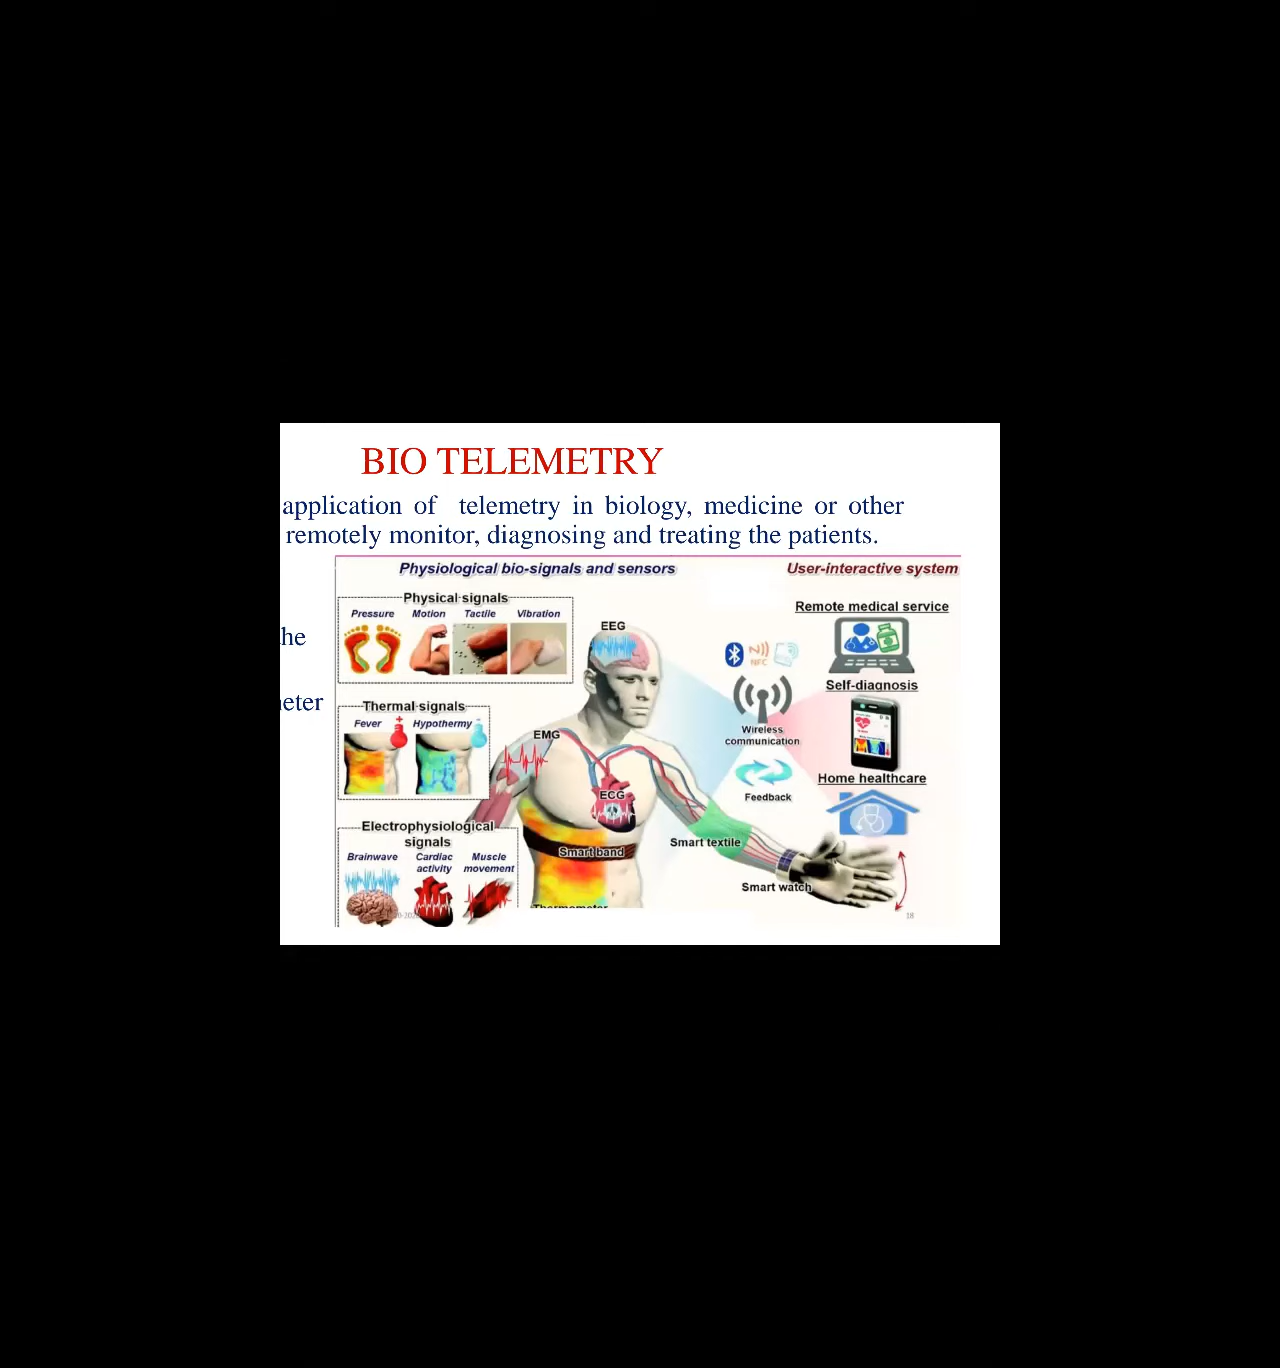 BIO TELEMETRY
application of telemetry in biology, medicine or other
remotely monitor, diagnosing and treating the patients.
he
eter
Physiological bio-signals and sensors
User-interactive system
Physical signals
Pressure Motion Tactile Vibration
EEG
Thermal signals
Fever Hypothermy
+ -
EMG
ECG
Electrophysiological
signals
Brainwave Cardiac activity Muscle movement
Smart band
Thermometer
Smart textile
Smart watch
NFC
Wireless
communication
Feedback
Remote medical service
Self-diagnosis
Home healthcare
18